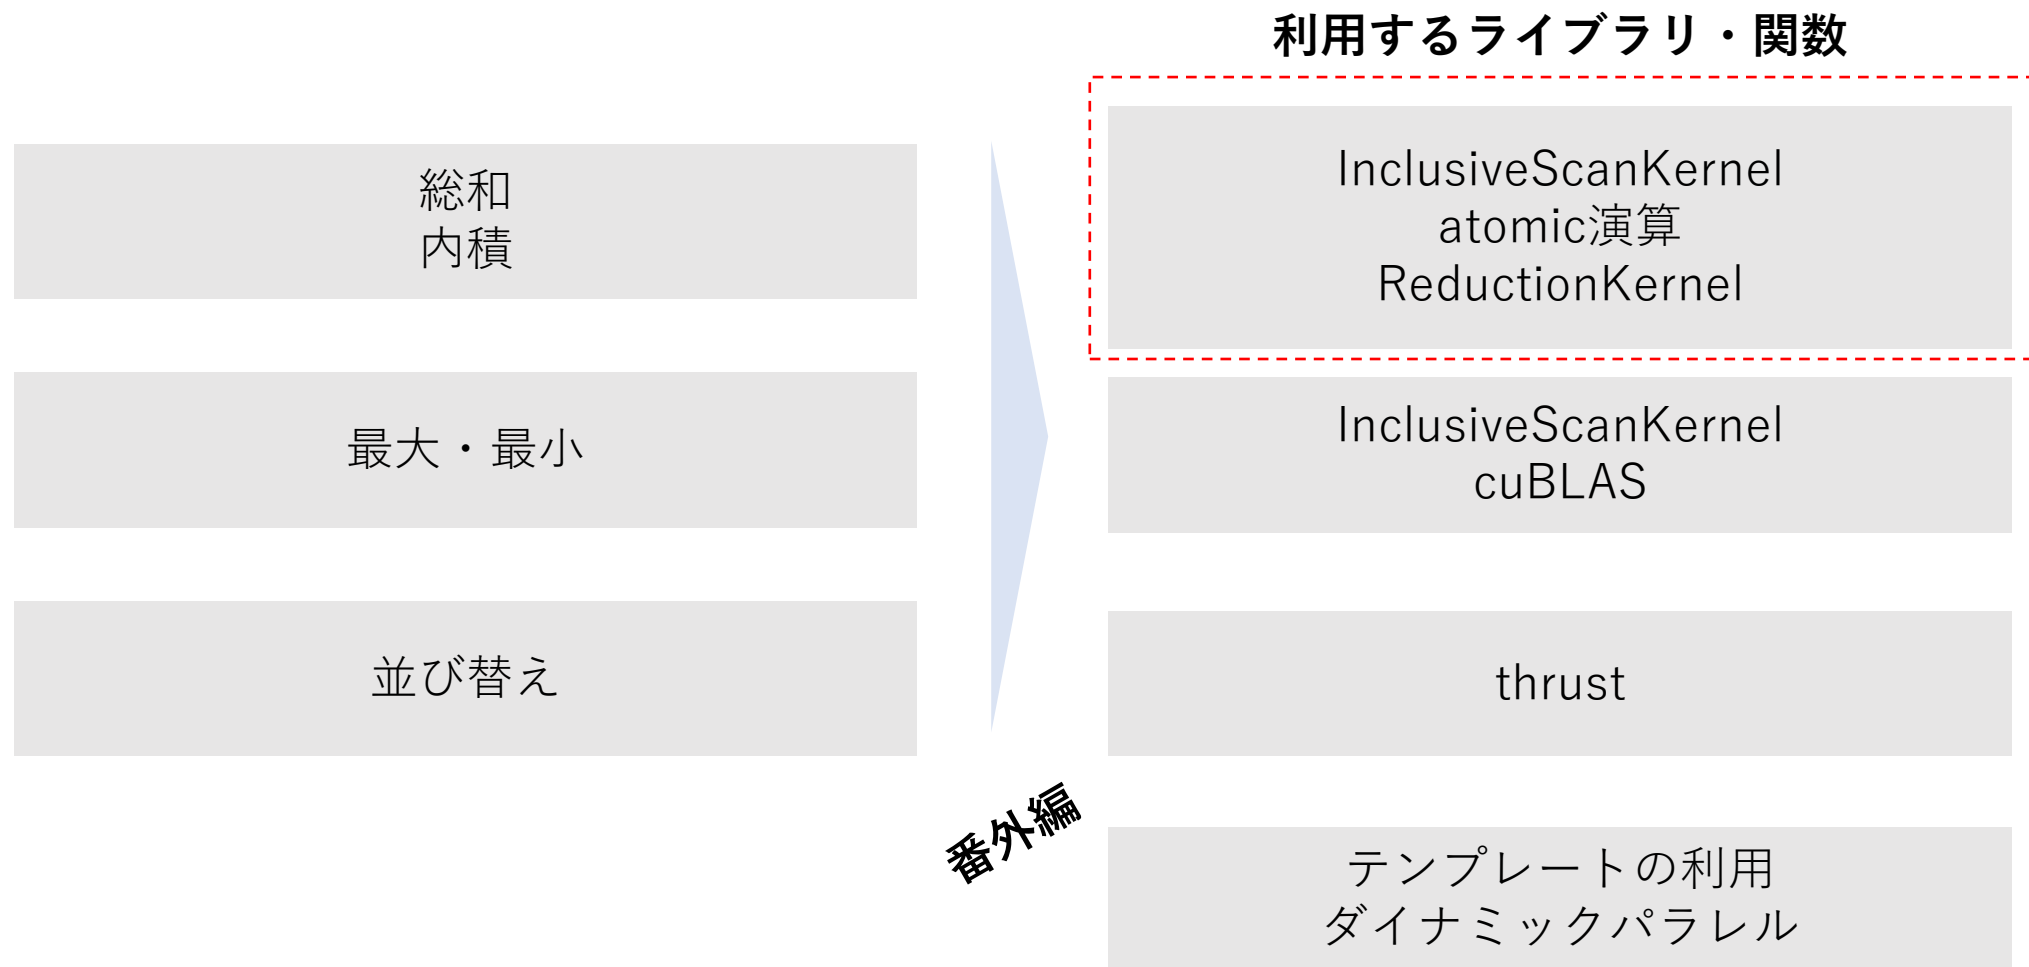 利用するライブラリ・関数
総和
内積
InclusiveScanKernel
atomic演算
ReductionKernel
最大・最小
InclusiveScanKernel
cuBLAS
並び替え
thrust
番外編
テンプレートの利用
ダイナミックパラレル